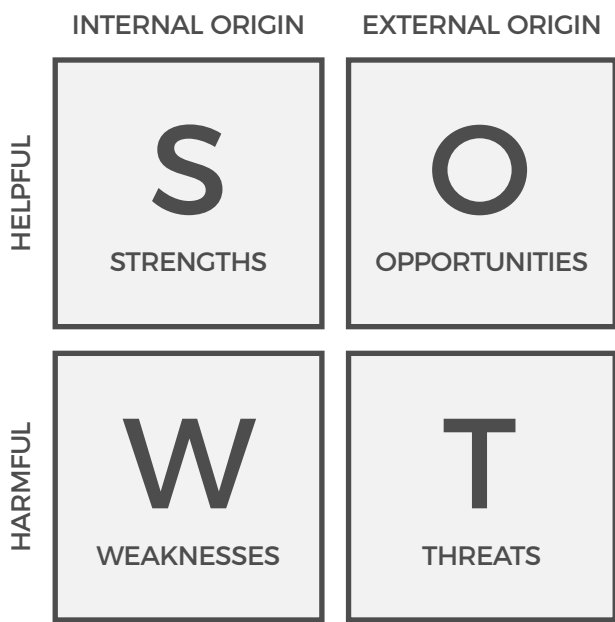 INTERNAL ORIGIN
EXTERNAL ORIGIN
HELPFUL
S
STRENGTHS
O
OPPORTUNITIES
HARMFUL
W
WEAKNESSES
T
THREATS